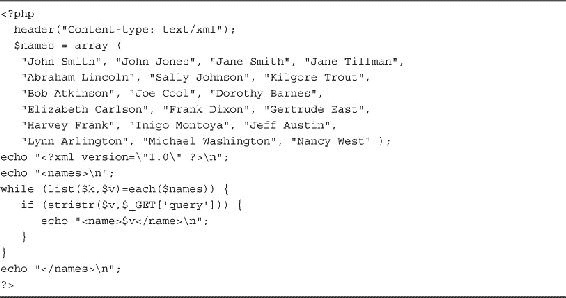 <?php
header("Content-type: text/xml");
$names = array (
"John Smith", "John Jones", "Jane Smith", "Jane Tillman",
"Abraham Lincoln", "Sally Johnson", "Kilgore Trout",
"Bob Atkinson", "Joe Cool", "Dorothy Barnes",
"Elizabeth Carlson", "Frank Dixon", "Gertrude East",
"Harvey Frank", "Inigo Montoya", "Jeff Austin",
"Lynn Arlington", "Michael Washington", "Nancy West" );
echo "<?xml version=\"1.0\" ?>\n";
echo "<names>\n";
while (list($k,$v)=each($names)) {
if (stristr($v,$_GET['query'])) {
echo "<name>$v</name>\n";
}
}
echo "</names>\n";
?>